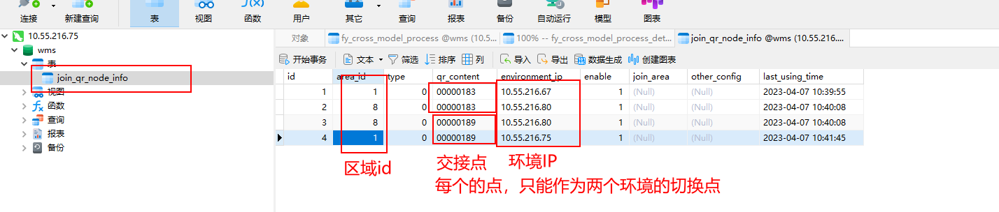 连接 新建查询 表 视图 函数 用户 其它 查询 报表 备份 自动运行 模型 图表
10.55.216.75
wms
表
join_qr_node_info
视图
函数
查询
报表
备份
对象 fy_cross_model_process @wms (10.5... 100% -- fy_cross_model_process_det... join_qr_node_info @wms (10.55.216....
开始事务 文本 筛选 排序 列 导入 导出 数据生成 创建图表
id area_id type qr_content environment_ip enable join_area other_config last_using_time
1 1 0 00000183 10.55.216.67 1 (Null) (Null) 2023-04-07 10:39:55
2 8 0 00000183 10.55.216.80 1 (Null) (Null) 2023-04-07 10:40:08
3 8 0 00000189 10.55.216.80 1 (Null) (Null) 2023-04-07 10:40:08
4 1 0 00000189 10.55.216.75 1 (Null) (Null) 2023-04-07 10:41:45
区域id 交接点 环境IP
每个的点，只能作为两个环境的切换点